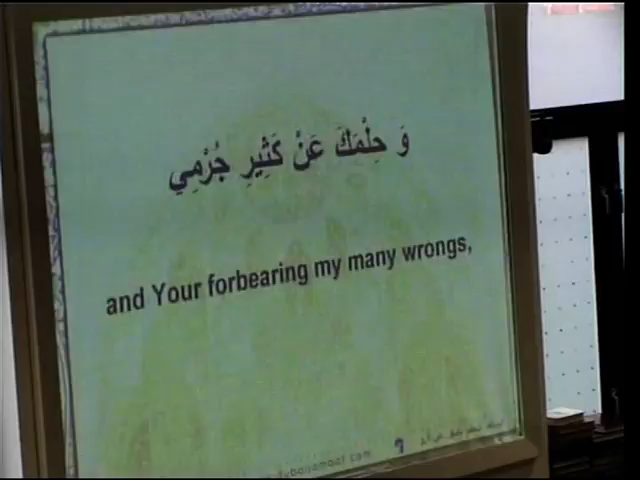 وَ حِلْمَكَ عَنْ كَثِيرِ جُرْمِي
and Your forbearing my many wrongs,